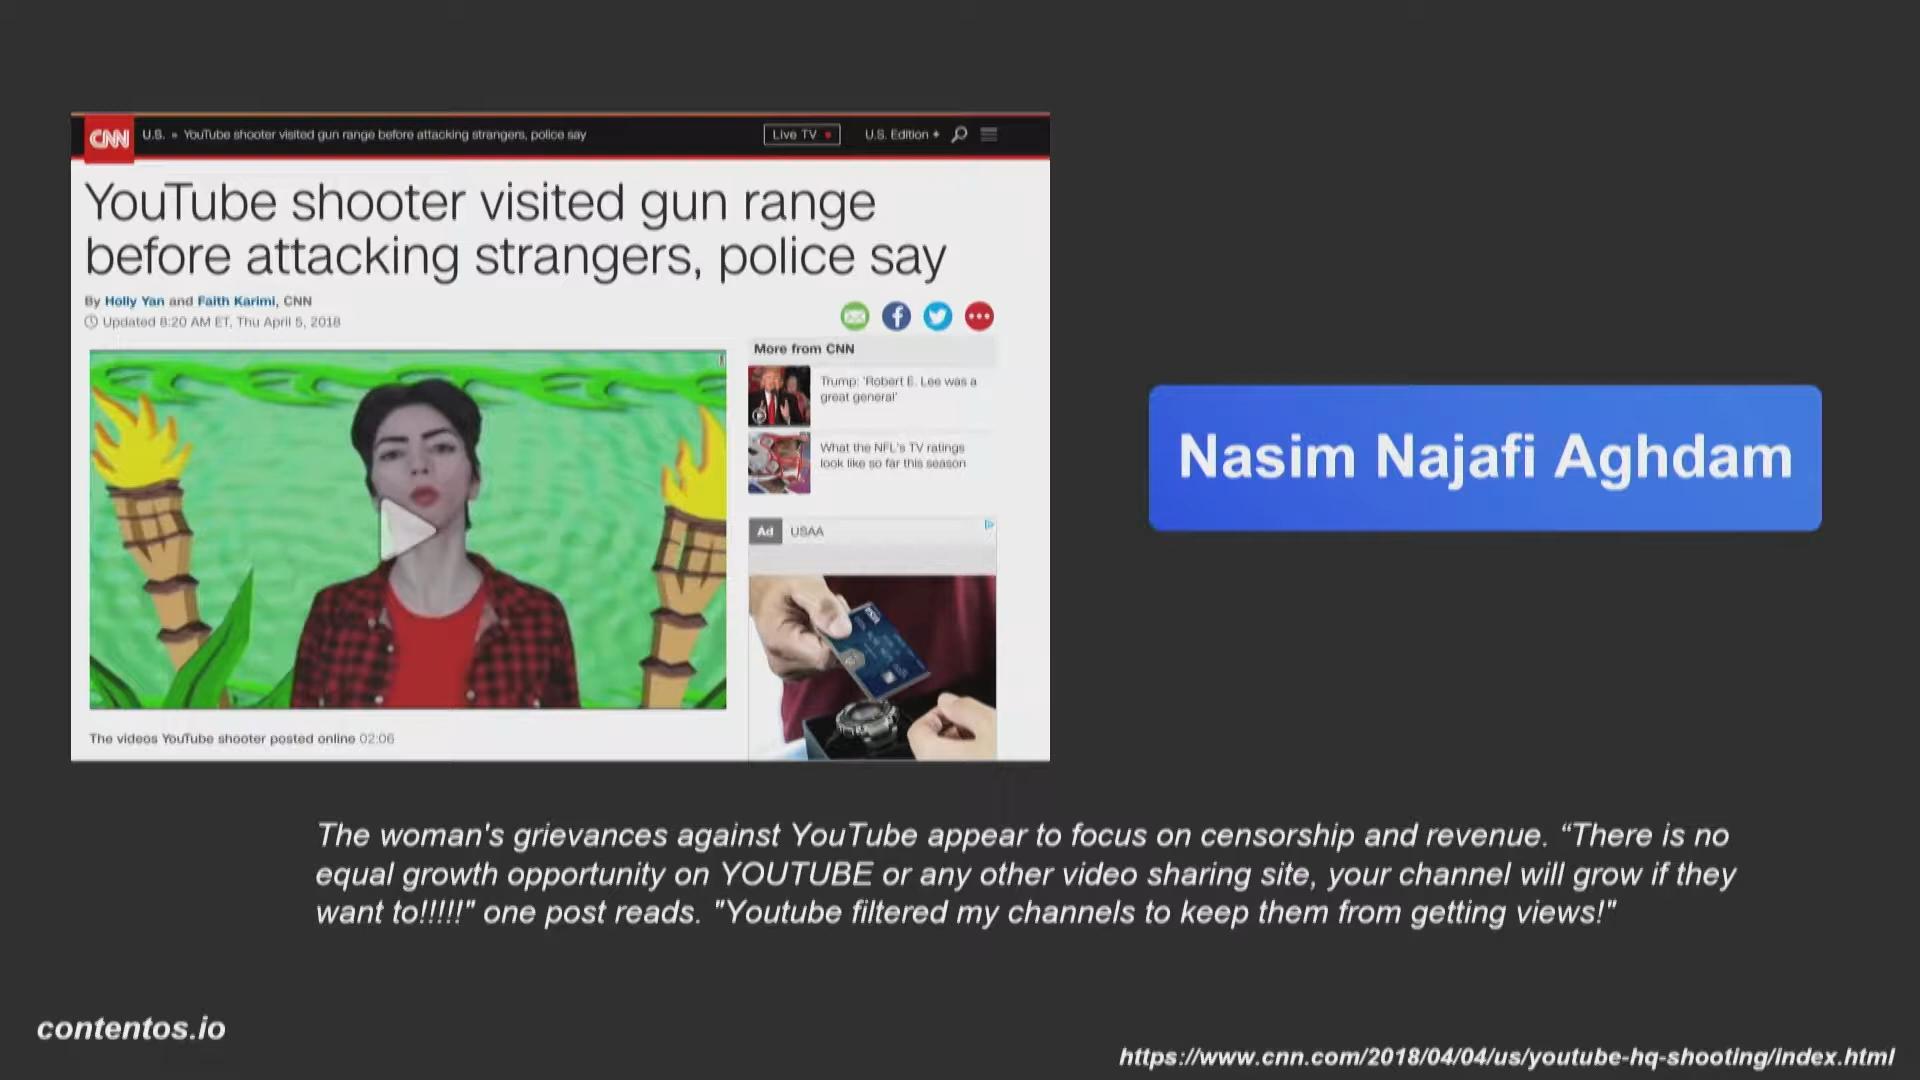 CNN U.S. » YouTube shooter visited gun range before attacking strangers, police say Live TV U.S. Edition +
YouTube shooter visited gun range
before attacking strangers, police say
By Holly Yan and Faith Karimi, CNN
Updated 8:20 AM ET, Thu April 5, 2018
More from CNN
Trump: 'Robert E. Lee was a
great general'
What the NFL's TV ratings
look like so far this season
Ad USAA
The videos YouTube shooter posted online 02:06
Nasim Najafi Aghdam
The woman's grievances against YouTube appear to focus on censorship and revenue. “There is no
equal growth opportunity on YOUTUBE or any other video sharing site, your channel will grow if they
want to!!!!!" one post reads. "Youtube filtered my channels to keep them from getting views!"
contentos.io
https://www.cnn.com/2018/04/04/us/youtube-hq-shooting/index.html